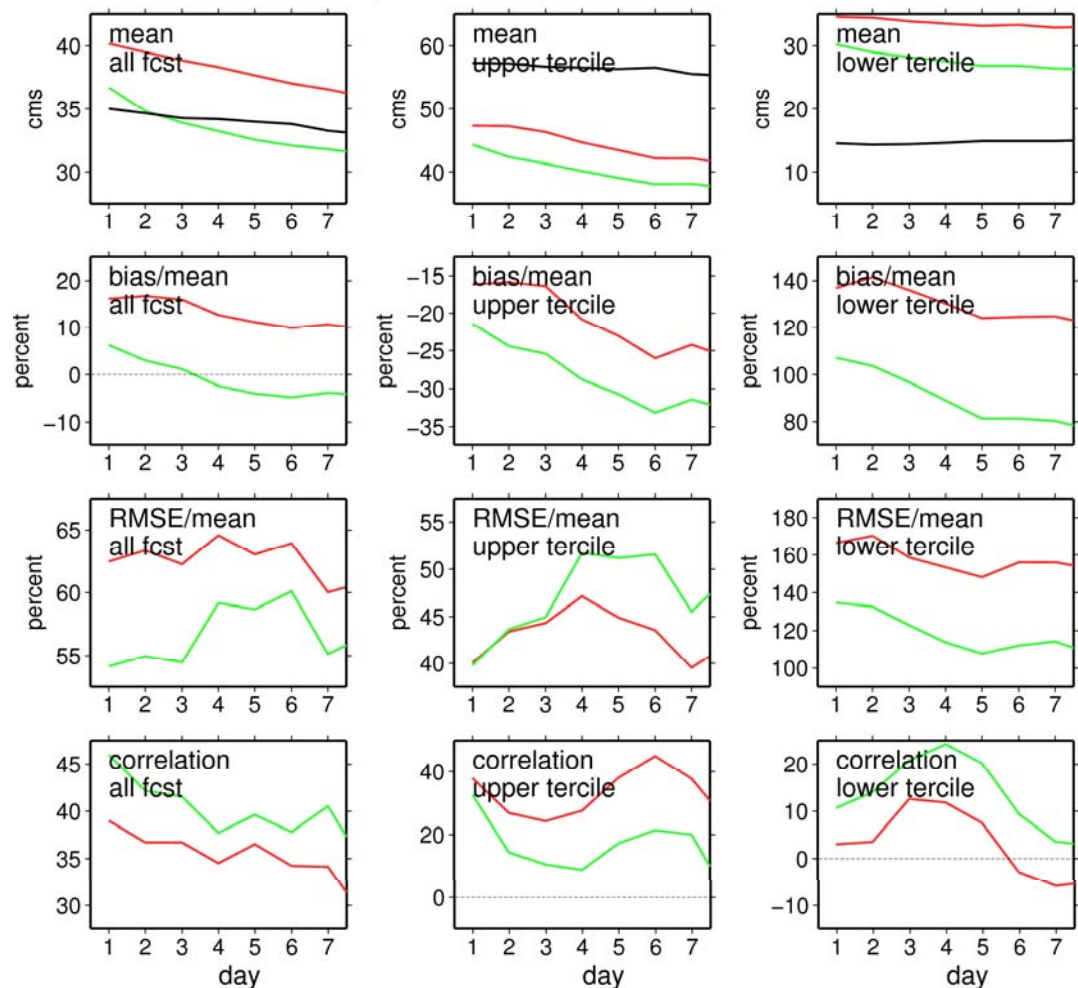 mean
all fcst
40
35
30
cms
1 2 3 4 5 6 7
mean
upper tercile
60
50
40
cms
1 2 3 4 5 6 7
mean
lower tercile
30
20
10
cms
1 2 3 4 5 6 7
bias/mean
all fcst
20
10
0
−10
percent
1 2 3 4 5 6 7
bias/mean
upper tercile
−15
−20
−25
−30
−35
percent
1 2 3 4 5 6 7
bias/mean
lower tercile
140
120
100
80
percent
1 2 3 4 5 6 7
RMSE/mean
all fcst
65
60
55
percent
1 2 3 4 5 6 7
RMSE/mean
upper tercile
55
50
45
40
percent
1 2 3 4 5 6 7
RMSE/mean
lower tercile
180
160
140
120
100
percent
1 2 3 4 5 6 7
correlation
all fcst
45
40
35
30
1 2 3 4 5 6 7
day
correlation
upper tercile
40
20
0
1 2 3 4 5 6 7
day
correlation
lower tercile
20
10
0
−10
1 2 3 4 5 6 7
day